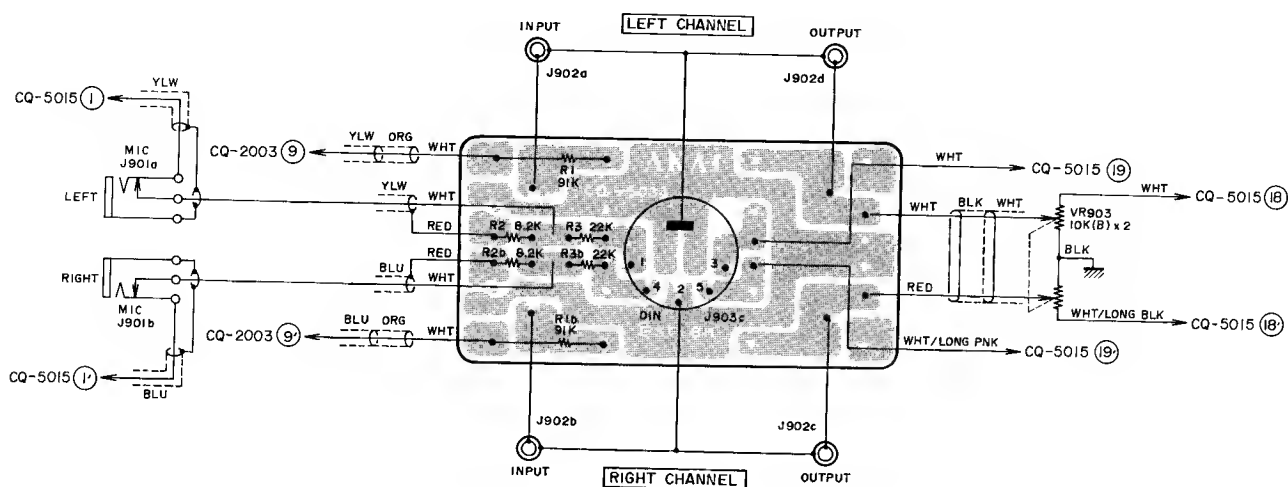 LEFT CHANNEL
INPUT
OUTPUT
J902a
J902d
YLW
CQ-5015 1
MIC
J901a
LEFT
YLW ORG
CQ-2003 9
WHT
R1
91K
WHT
CQ-5015 19
YLW
WHT
RED
R2 8.2K
R3 22K
WHT
BLK WHT
WHT
CQ-5015 18
VR903
10K(B) x 2
BLK
RED
R2b 8.2K
R3b 22K
BLU
WHT
RIGHT
MIC
J901b
1
3
4
2
5
DIN
J903c
RED
BLU ORG
CQ-2003 9'
WHT
R1b
91K
WHT/LONG BLK
CQ-5015 18'
WHT/LONG PNK
CQ-5015 19'
CQ-5015 1'
BLU
J902b
J902c
INPUT
OUTPUT
RIGHT CHANNEL